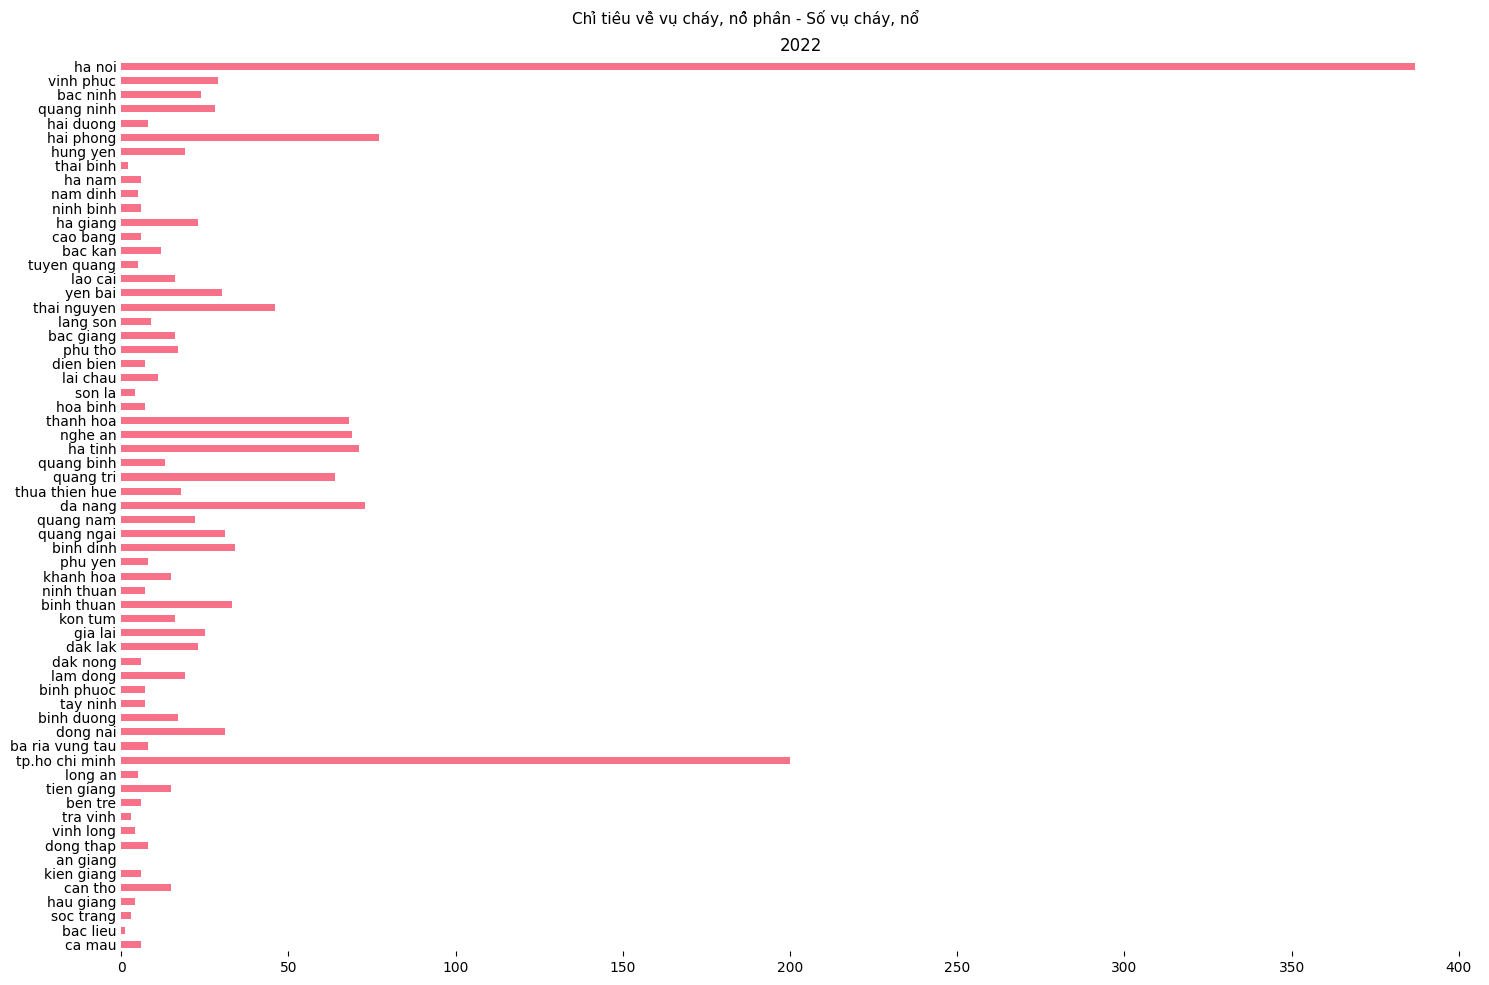 Chỉ tiêu về vụ cháy, nổ phân - Số vụ cháy, nổ
2022
ha noi
vinh phuc
bac ninh
quang ninh
hai duong
hai phong
hung yen
thai binh
ha nam
nam dinh
ninh binh
ha giang
cao bang
bac kan
tuyen quang
lao cai
yen bai
thai nguyen
lang son
bac giang
phu tho
dien bien
lai chau
son la
hoa binh
thanh hoa
nghe an
ha tinh
quang binh
quang tri
thua thien hue
da nang
quang nam
quang ngai
binh dinh
phu yen
khanh hoa
ninh thuan
binh thuan
kon tum
gia lai
dak lak
dak nong
lam dong
binh phuoc
tay ninh
binh duong
dong nai
ba ria vung tau
tp.ho chi minh
long an
tien giang
ben tre
tra vinh
vinh long
dong thap
an giang
kien giang
can tho
hau giang
soc trang
bac lieu
ca mau
0 50 100 150 200 250 300 350 400